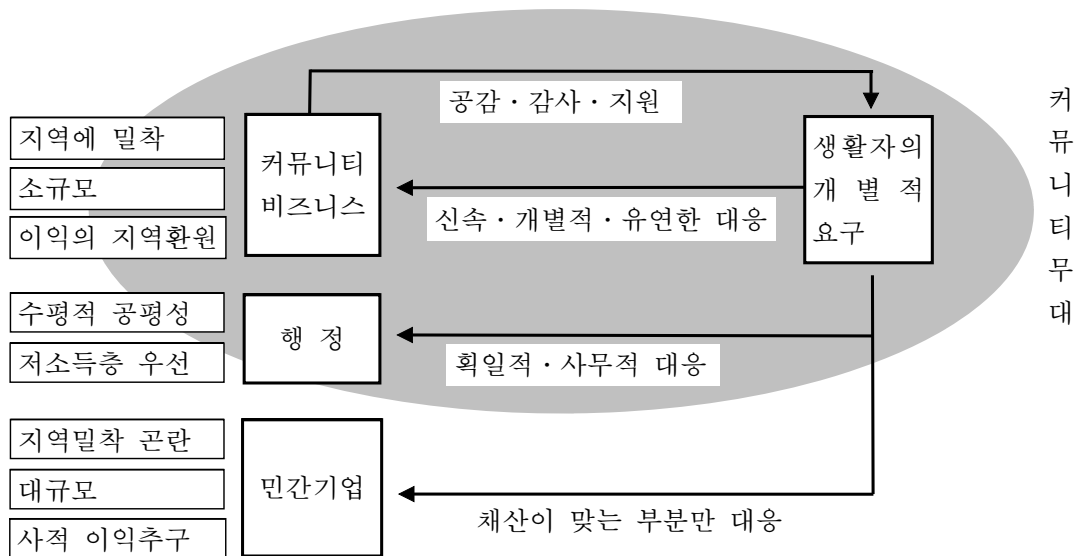 공감·감사·지원
지역에 밀착
소규모
이익의 지역환원
커뮤니티
비즈니스
신속·개별적·유연한 대응
생활자의
개 별 적
요구
커
뮤
니
티
무
대
수평적 공평성
저소득층 우선
행 정
획일적·사무적 대응
지역밀착 곤란
대규모
사적 이익추구
민간기업
채산이 맞는 부분만 대응